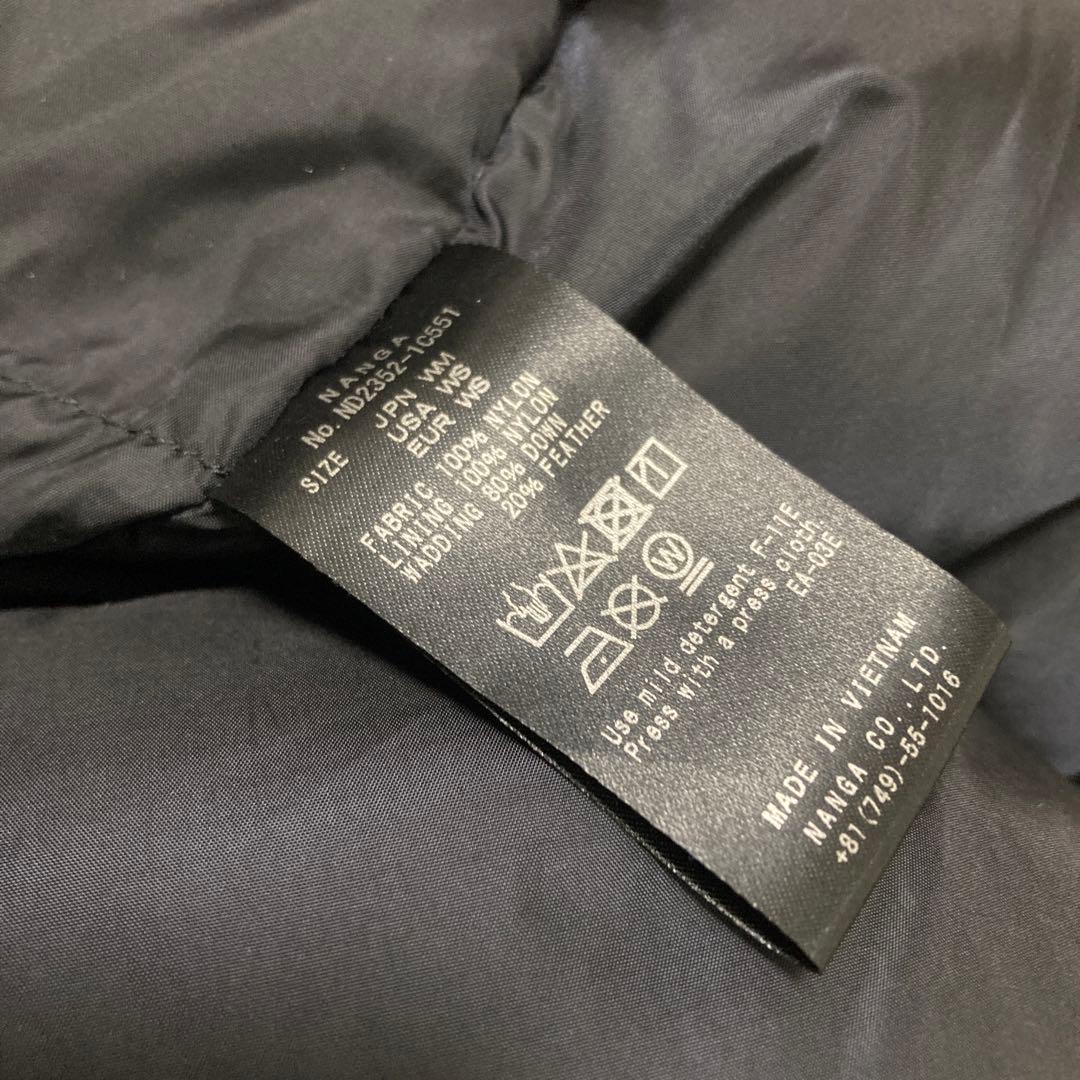 NANGA
No. ND2352-1C551
SIZE JPN WM
USA WS
EUR WS
FABRIC 100% NYLON
LINING 100% NYLON
WADDING 80% DOWN
20% FEATHER
W
Use mild detergent. F-11E
Press with a press cloth. EA-03E
MADE IN VIETNAM
NANGA CO., LTD.
+81(749)-55-1016